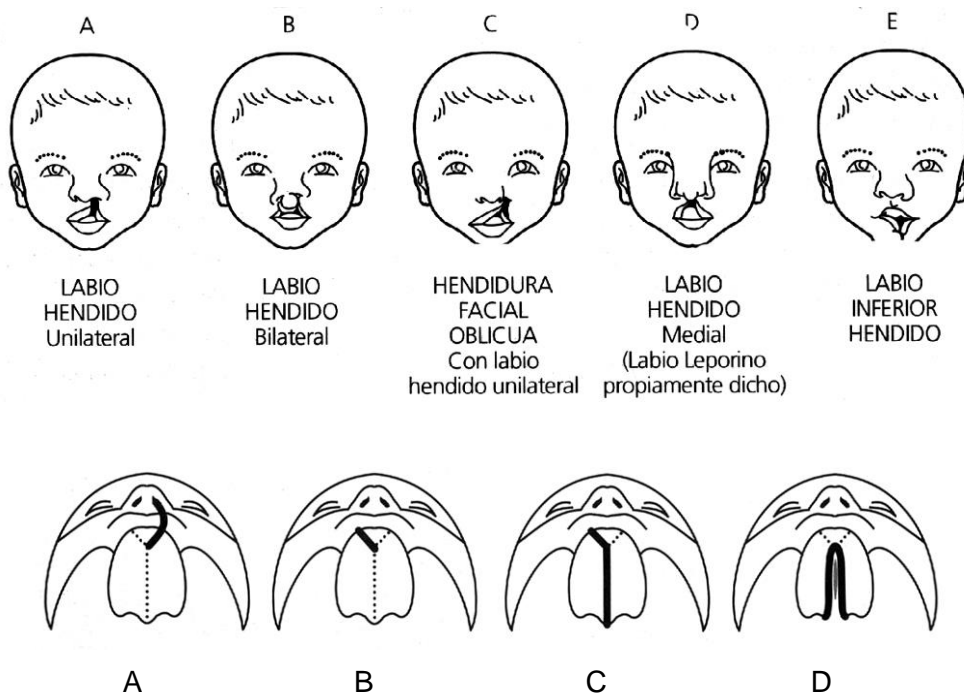 A
B
C
D
E
LABIO
HENDIDO
Unilateral
LABIO
HENDIDO
Bilateral
HENDIDURA
FACIAL
OBLICUA
Con labio
hendido unilateral
LABIO
HENDIDO
Medial
(Labio Leporino
propiamente dicho)
LABIO
INFERIOR
HENDIDO
A
B
C
D